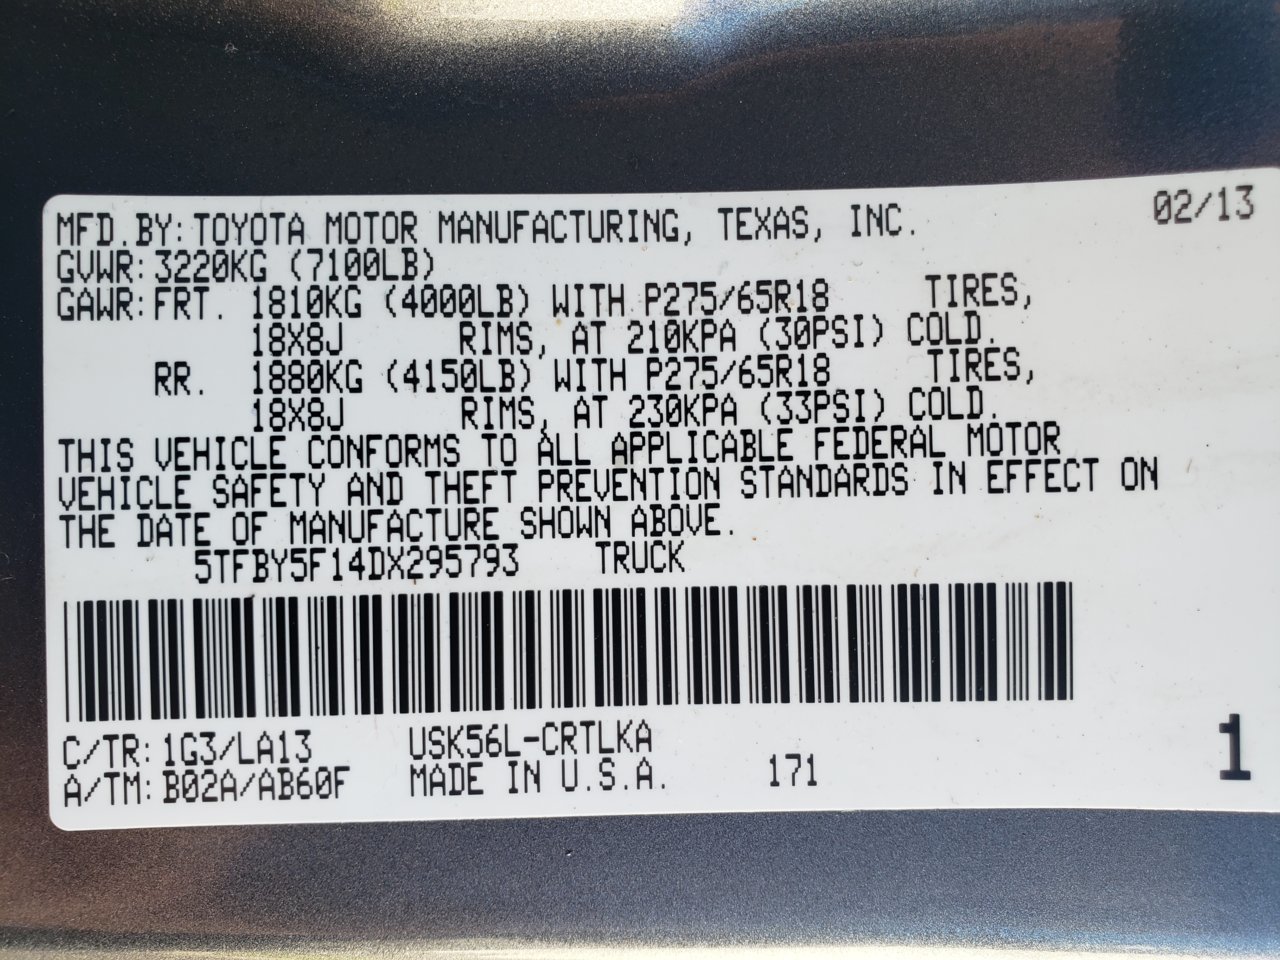 MFD.BY:TOYOTA MOTOR MANUFACTURING, TEXAS, INC. 02/13
GVWR:3220KG (7100LB)
GAWR:FRT. 1810KG (4000LB) WITH P275/65R18 TIRES,
18X8J RIMS, AT 210KPA (30PSI) COLD.
RR. 1880KG (4150LB) WITH P275/65R18 TIRES,
18X8J RIMS, AT 230KPA (33PSI) COLD.
THIS VEHICLE CONFORMS TO ALL APPLICABLE FEDERAL MOTOR
VEHICLE SAFETY AND THEFT PREVENTION STANDARDS IN EFFECT ON
THE DATE OF MANUFACTURE SHOWN ABOVE.
5TFBY5F14DX295793 TRUCK
C/TR: 1G3/LA13 USK56L-CRTLKA
A/TM: B02A/AB60F MADE IN U.S.A. 171 1